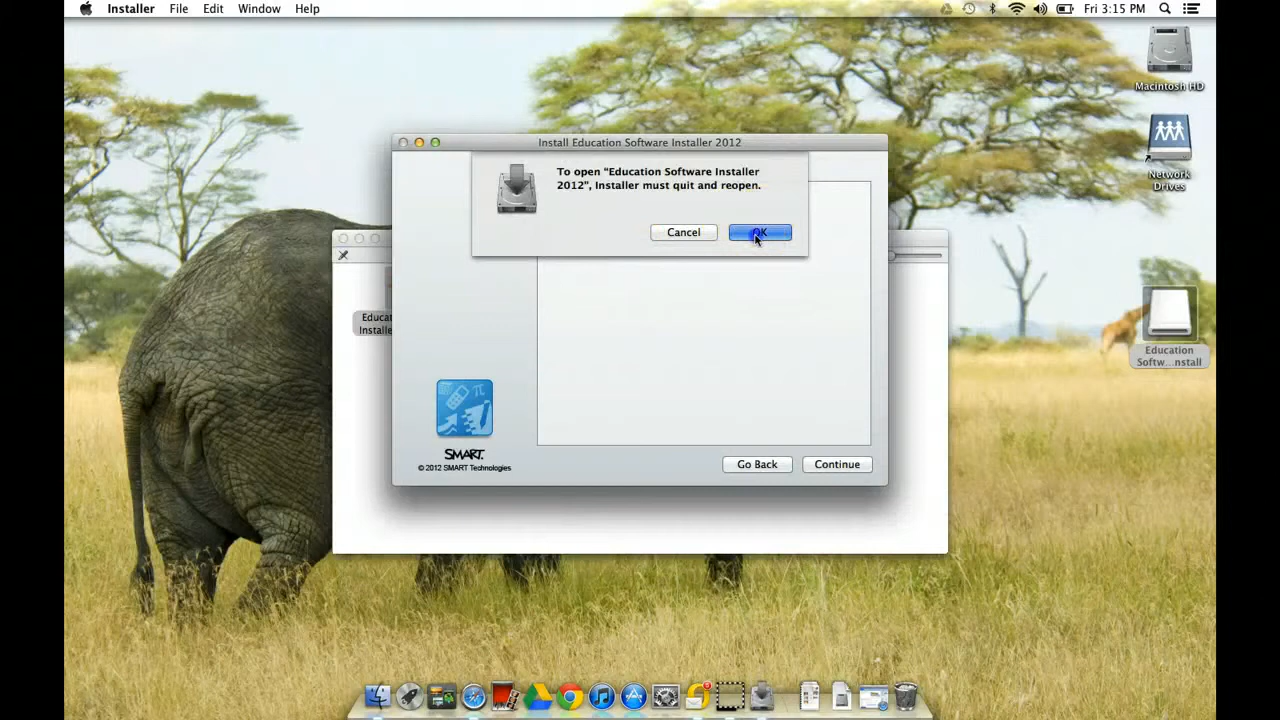 Installer File Edit Window Help Fri 3:15 PM
Macintosh HD
Install Education Software Installer 2012
To open "Education Software Installer
2012", Installer must quit and reopen.
Cancel OK
Network
Drives
Educat
Installe
Education
Softw...nstall
SMART
© 2012 SMART Technologies
Go Back Continue